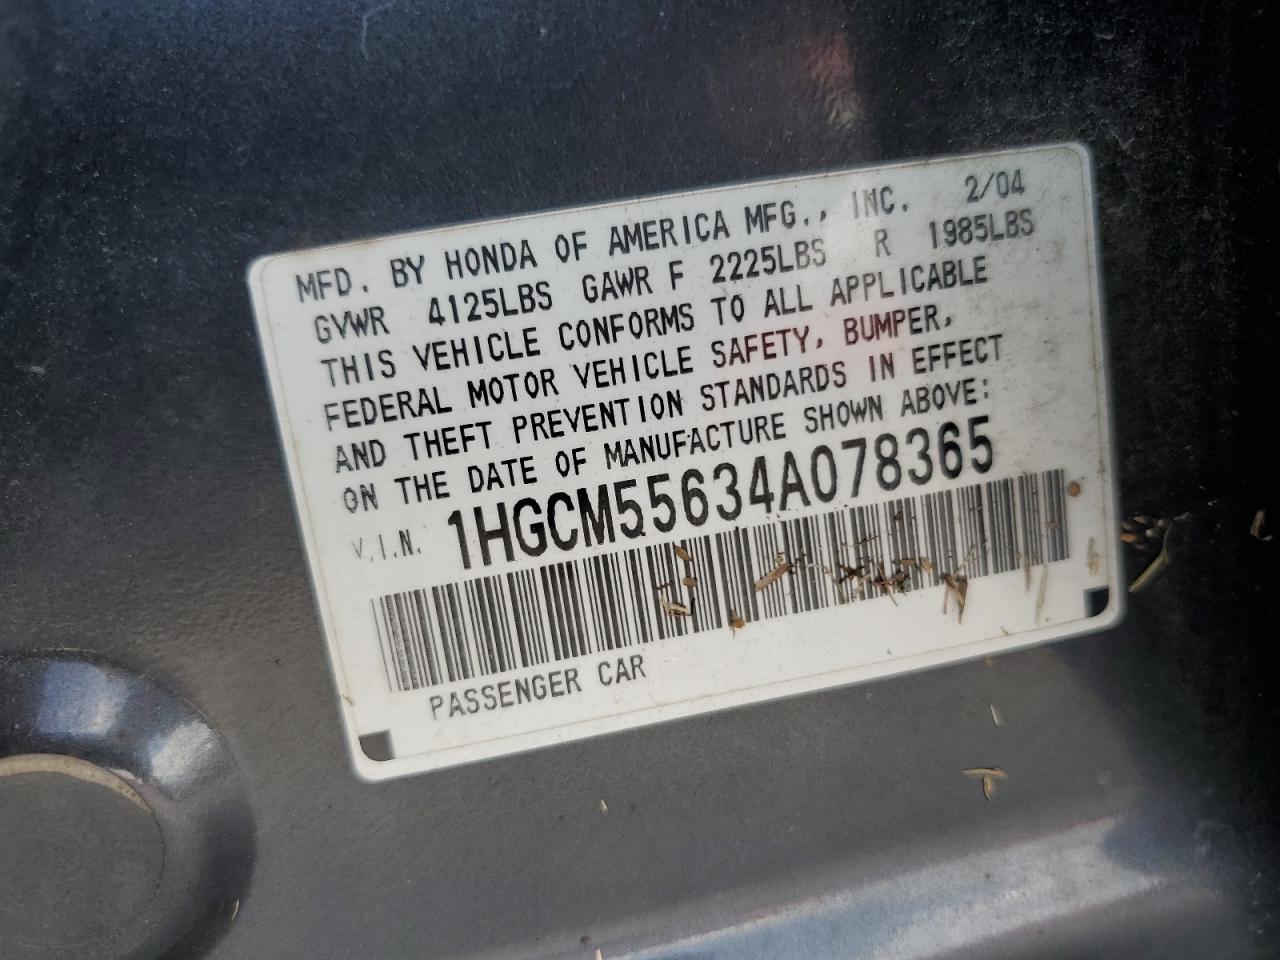 MFD. BY HONDA OF AMERICA MFG., INC. 2/04
GVWR 4125LBS GAWR F 2225LBS R 1985LBS
THIS VEHICLE CONFORMS TO ALL APPLICABLE
FEDERAL MOTOR VEHICLE SAFETY, BUMPER,
AND THEFT PREVENTION STANDARDS IN EFFECT
ON THE DATE OF MANUFACTURE SHOWN ABOVE:
V.I.N. 1HGCM55634A078365
PASSENGER CAR